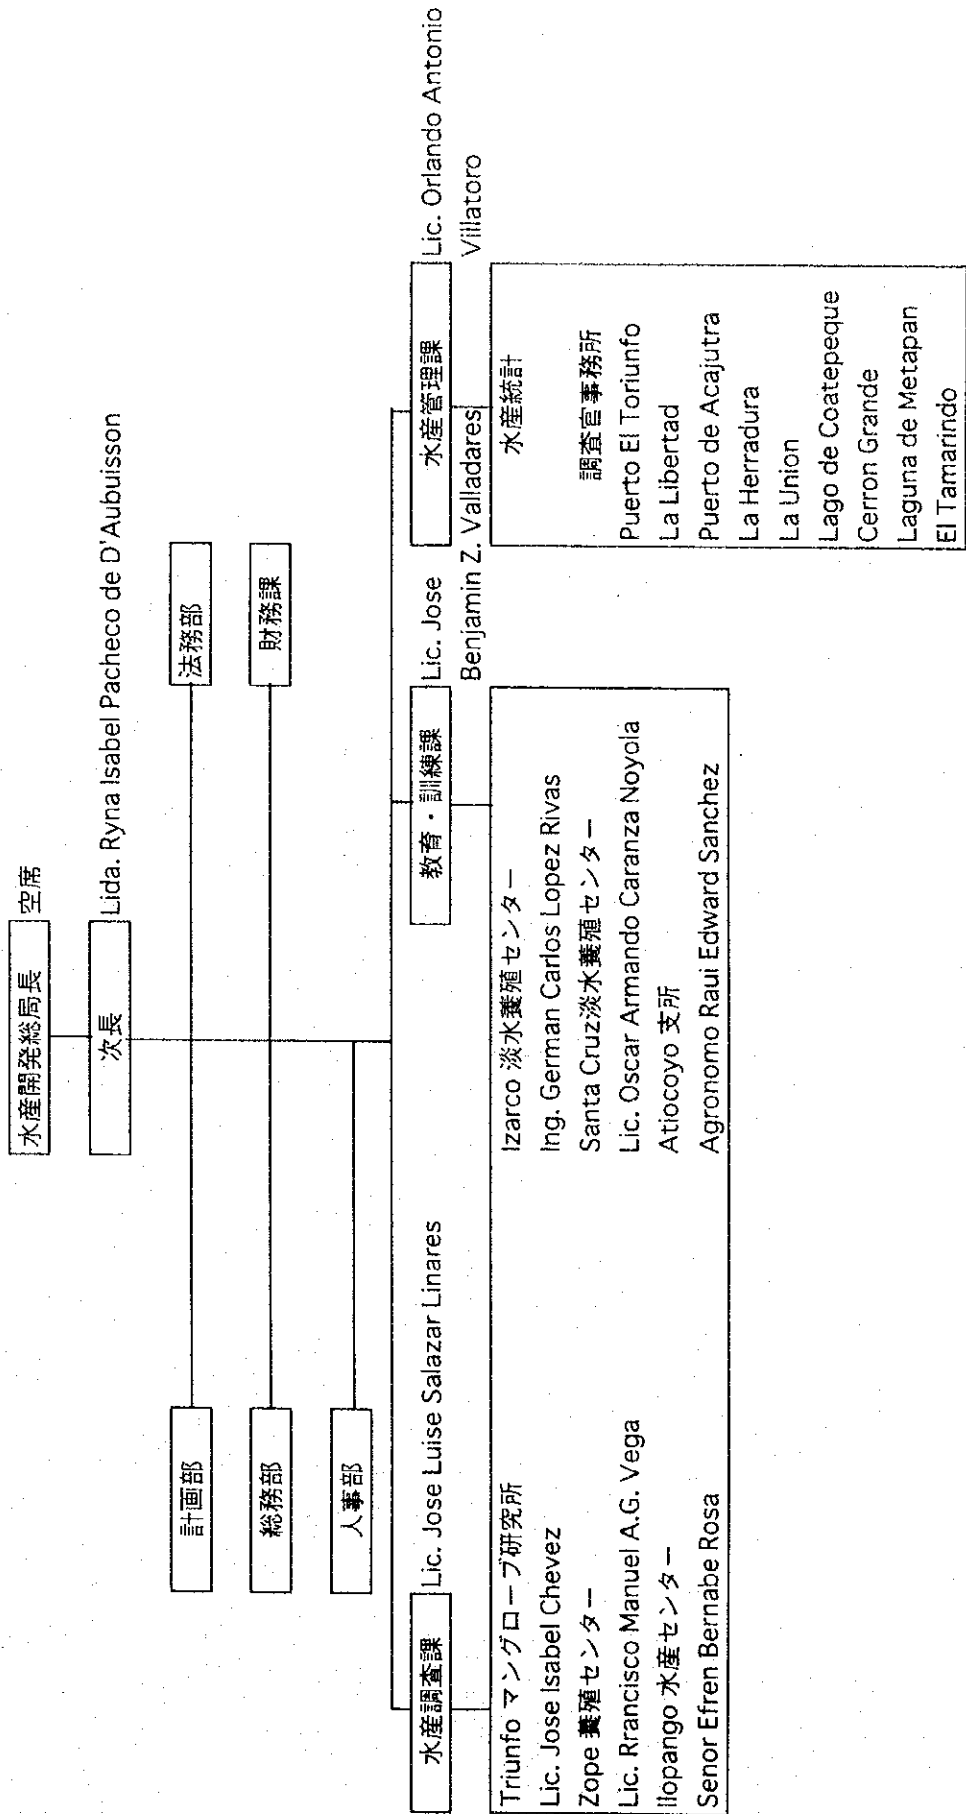 水産開発総局長 空席
次長 Lida. Ryna Isabel Pacheco de D'Aubuisson
計画部 法務部
総務部 財務課
人事部
水産調査課 Lic. Jose Luise Salazar Linares
教育・訓練課 Lic. Jose
Benjamin Z. Valladares
水産管理課 Lic. Orlando Antonio
Villatoro
Triunfo マングローブ研究所
Lic. Jose Isabel Chevez
Zope 養殖センター
Lic. Rrancisco Manuel A.G. Vega
Ilopango 水産センター
Senor Efren Bernabe Rosa
Izarco 淡水養殖センター
Ing. German Carlos Lopez Rivas
Santa Cruz淡水養殖センター
Lic. Oscar Armando Caranza Noyola
Atiocoyo 支所
Agronomo Raui Edward Sanchez
水産統計
調査官事務所
Puerto El Toriunfo
La Libertad
Puerto de Acajutra
La Herradura
La Union
Lago de Coatepeque
Cerron Grande
Laguna de Metapan
El Tamarindo